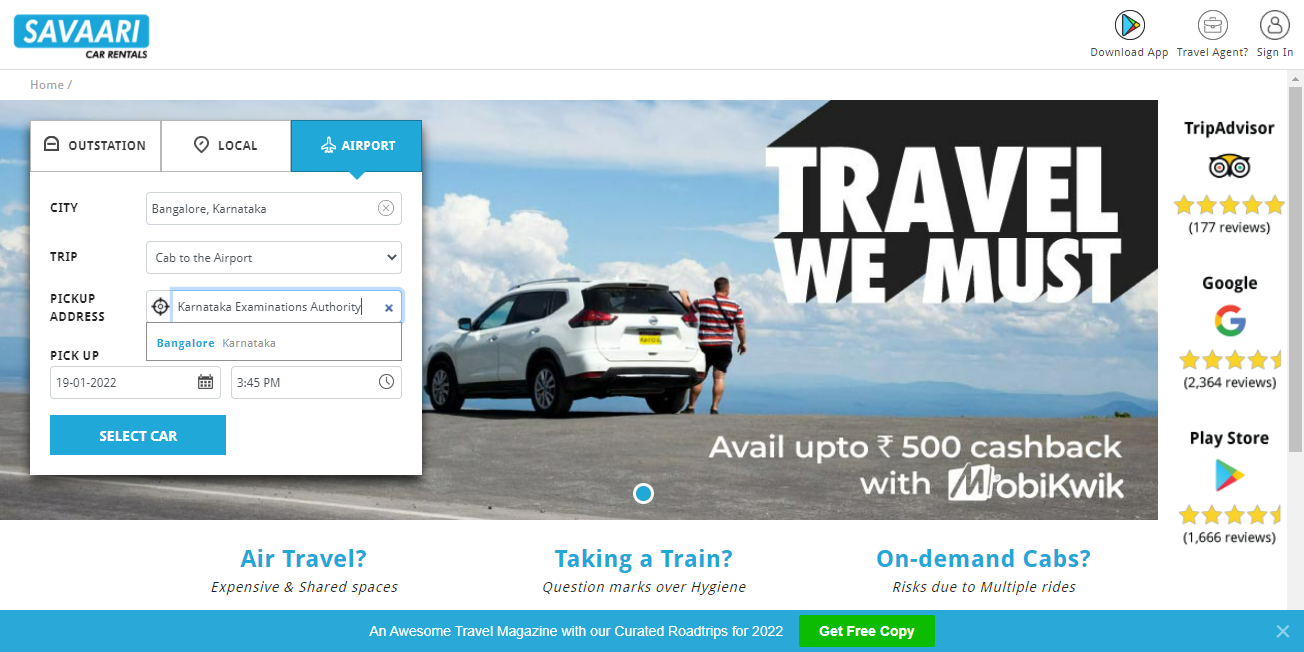 SAVAARI
CAR RENTALS
Download App
Travel Agent?
Sign In
Home /
OUTSTATION
LOCAL
AIRPORT
CITY
Bangalore, Karnataka
TRIP
Cab to the Airport
PICKUP
ADDRESS
Karnataka Examinations Authority
×
Bangalore Karnataka
PICK UP
19-01-2022
3:45 PM
SELECT CAR
TRAVEL
WE MUST
Avail upto ₹ 500 cashback
with MobiKwik
TripAdvisor
(177 reviews)
Google
(2,364 reviews)
Play Store
(1,666 reviews)
Air Travel?
Expensive & Shared spaces
Taking a Train?
Question marks over Hygiene
On-demand Cabs?
Risks due to Multiple rides
An Awesome Travel Magazine with our Curated Roadtrips for 2022
Get Free Copy